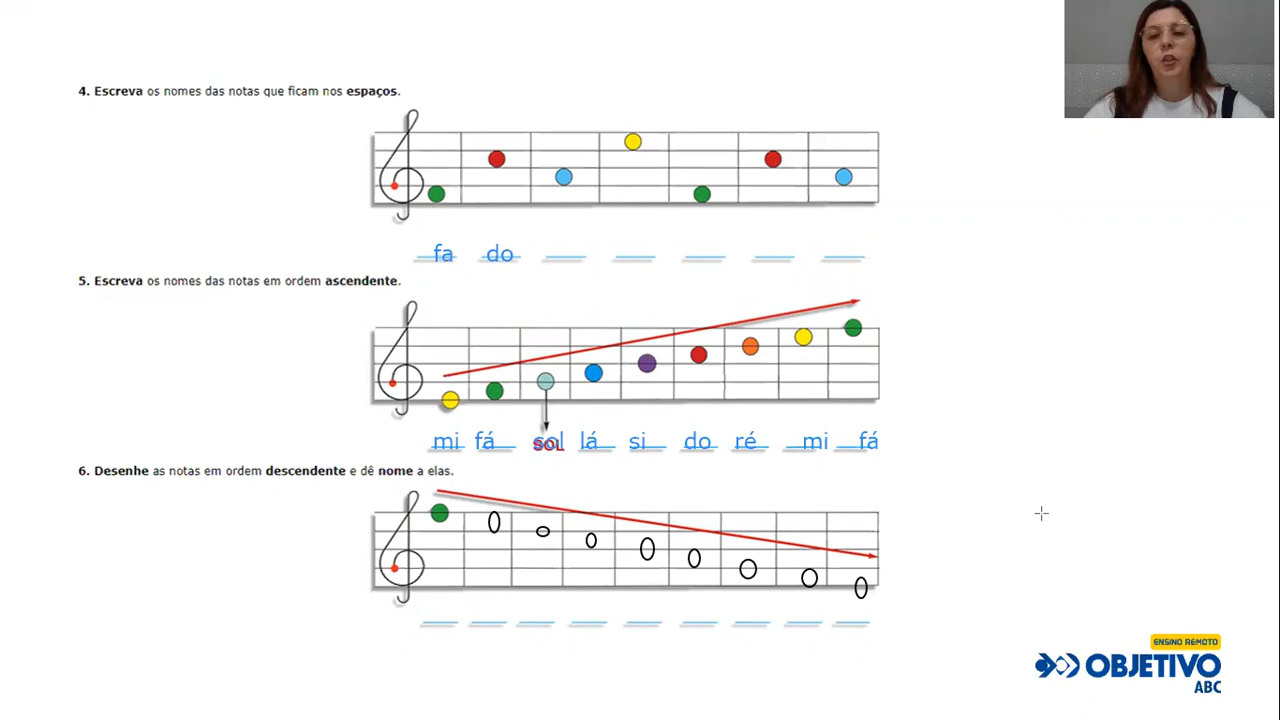 4. Escreva os nomes das notas que ficam nos espaços.
fa do
5. Escreva os nomes das notas em ordem ascendente.
mi fá sol lá si do ré mi fá
SOL
6. Desenhe as notas em ordem descendente e dê nome a elas.
ENSINO REMOTO
OBJETIVO
ABC